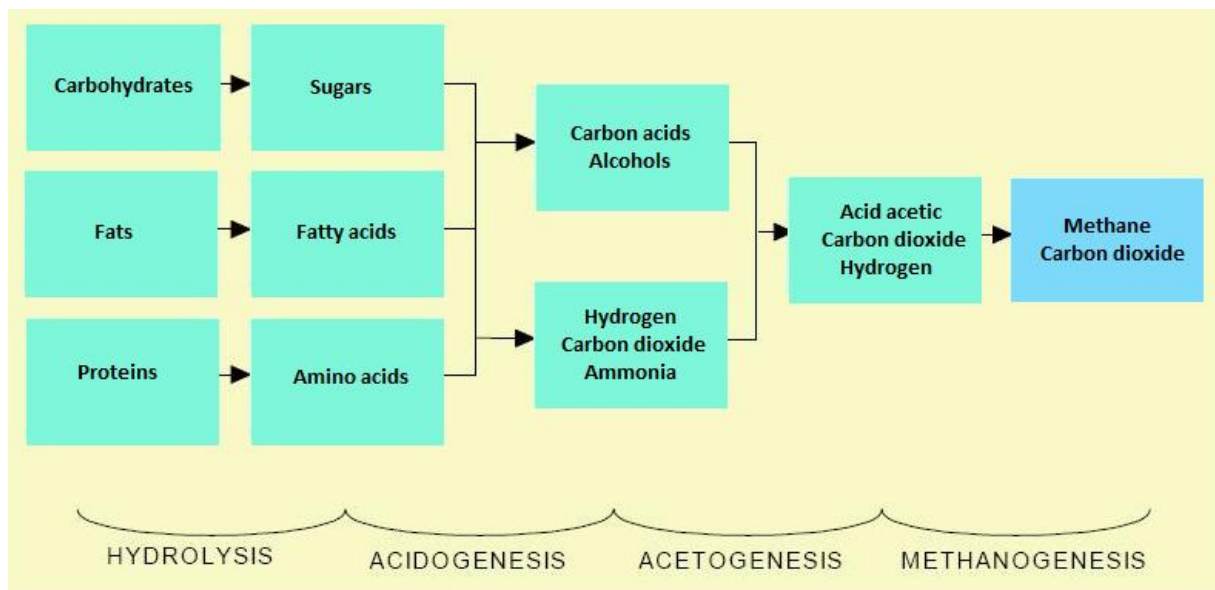 Carbohydrates
Sugars
Fats
Fatty acids
Proteins
Amino acids
Carbon acids
Alcohols
Hydrogen
Carbon dioxide
Ammonia
Acid acetic
Carbon dioxide
Hydrogen
Methane
Carbon dioxide
HYDROLYSIS
ACIDOGENESIS
ACETOGENESIS
METHANOGENESIS